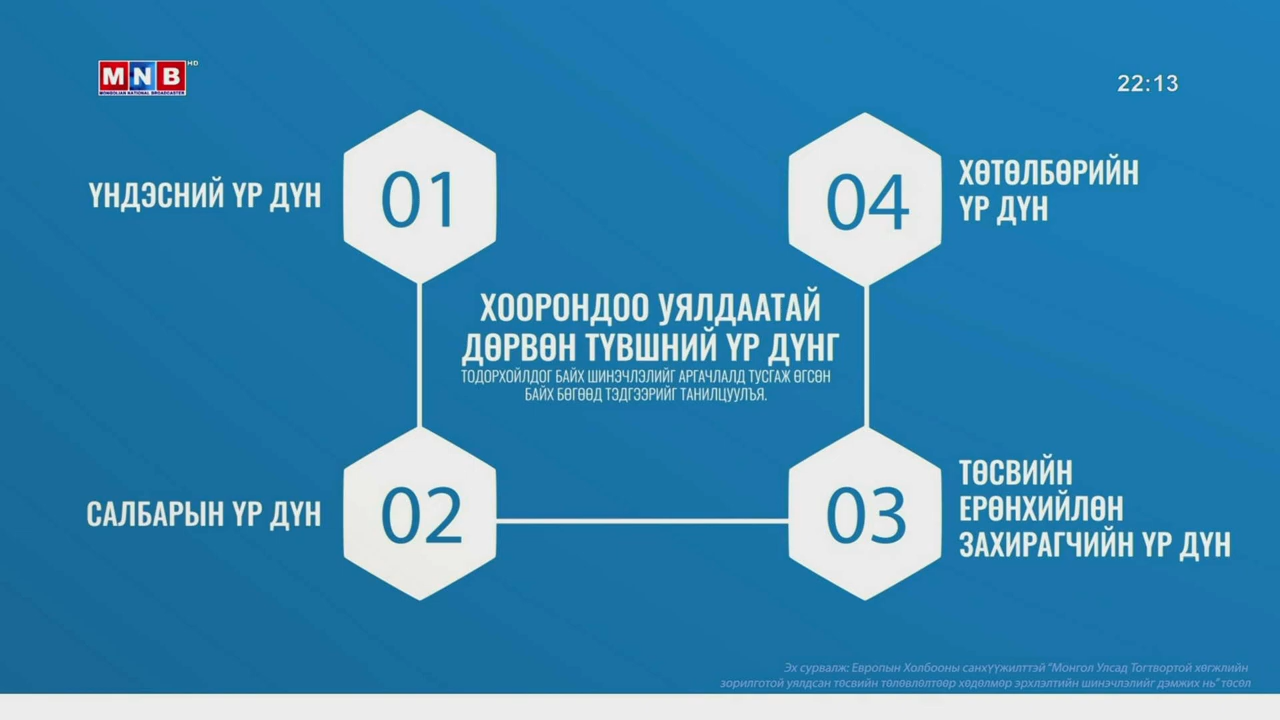 MNB HD
MONGOLIAN NATIONAL BROADCASTER
22:13
ҮНДЭСНИЙ ҮР ДҮН
01
04
ХӨТӨЛБӨРИЙН
ҮР ДҮН
ХООРОНДОО УЯЛДААТАЙ
ДӨРВӨН ТҮВШНИЙ ҮР ДҮНГ
ТОДОРХОЙЛДОГ БАЙХ ШИНЭЧЛЭЛИЙГ АРГАЧЛАЛД ТУСГАЖ ӨГСӨН
БАЙХ БӨГӨӨД ТЭДГЭЭРИЙГ ТАНИЛЦУУЛЪЯ.
САЛБАРЫН ҮР ДҮН
02
03
ТӨСВИЙН
ЕРӨНХИЙЛӨН
ЗАХИРАГЧИЙН ҮР ДҮН
Эх сурвалж: Европын Холбооны санхүүжилттэй "Монгол Улсад Тогтвортой хөгжлийн
зорилготой уялдсан төсвийн төлөвлөлтөөр хөдөлмөр эрхлэлтийн шинэчлэлийг дэмжих нь" төсөл